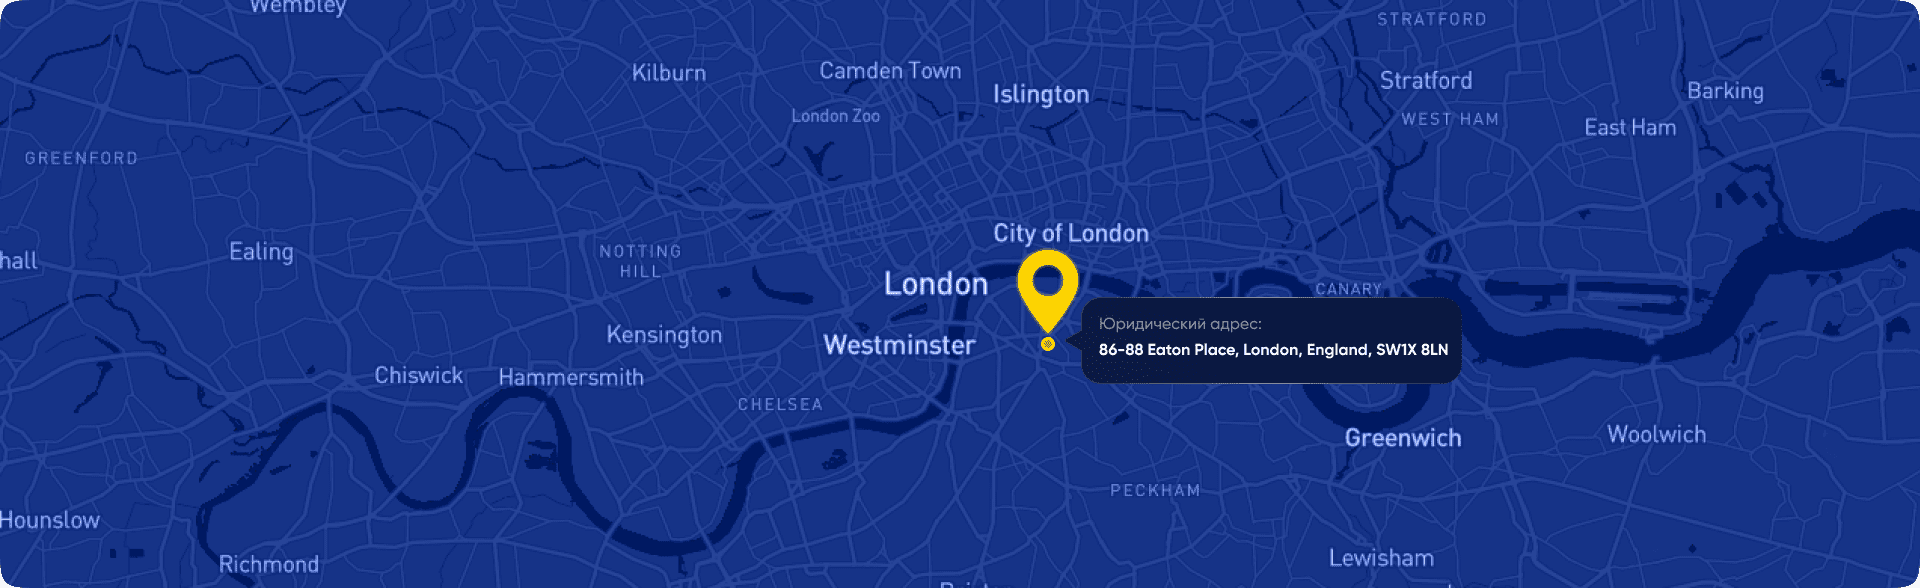 Wembley
STRATFORD
Kilburn
Camden Town
Stratford
Islington
Barking
London Zoo
WEST HAM
East Ham
GREENFORD
City of London
Ealing
NOTTING
HILL
hall
London
CANARY
Юридический адрес:
86-88 Eaton Place, London, England, SW1X 8LN
Kensington
Westminster
Chiswick
Hammersmith
CHELSEA
Greenwich
Woolwich
PECKHAM
Hounslow
Richmond
Lewisham